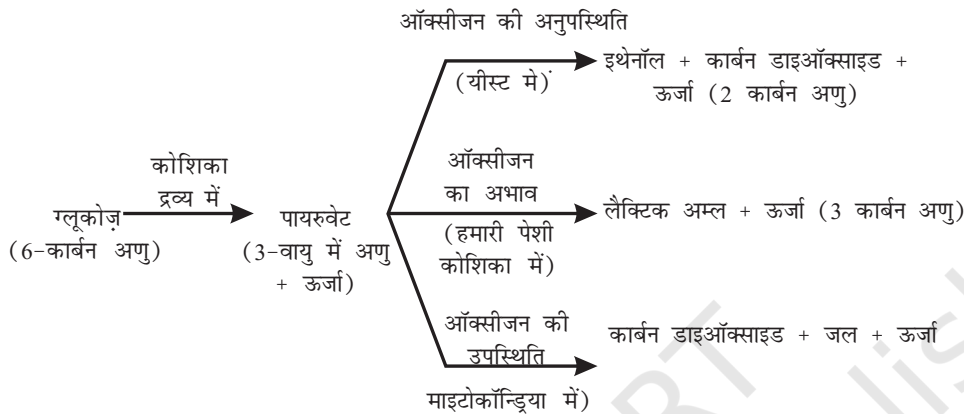 ऑक्सीजन की अनुपस्थिति
(यीस्ट में)
इथेनॉल + कार्बन डाइऑक्साइड +
ऊर्जा (2 कार्बन अणु)
कोशिका
द्रव्य में
ग्लूकोज़
(6-कार्बन अणु)
पायरुवेट
(3-वायु में अणु
+ ऊर्जा)
ऑक्सीजन
का अभाव
(हमारी पेशी
कोशिका में)
लैक्टिक अम्ल + ऊर्जा (3 कार्बन अणु)
ऑक्सीजन की
उपस्थिति
माइटोकॉन्ड्रिया में)
कार्बन डाइऑक्साइड + जल + ऊर्जा